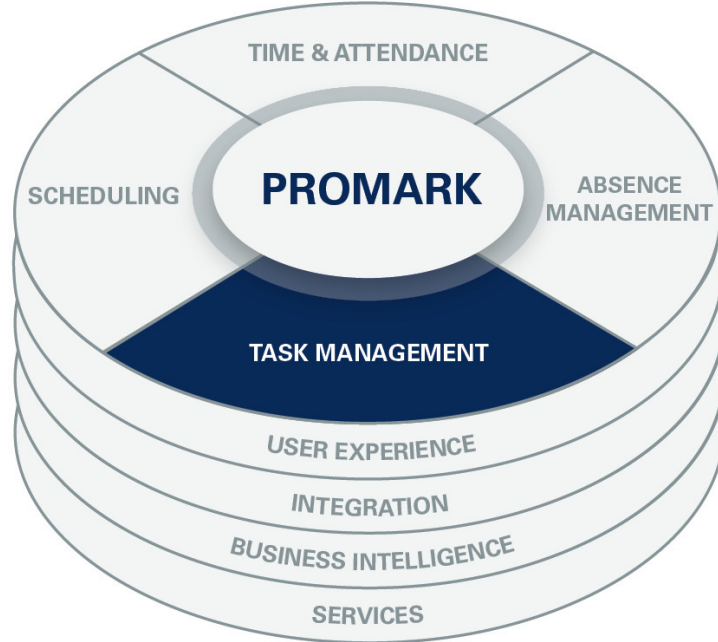 TIME & ATTENDANCE
SCHEDULING
PROMARK
ABSENCE
MANAGEMENT
TASK MANAGEMENT
USER EXPERIENCE
INTEGRATION
BUSINESS INTELLIGENCE
SERVICES